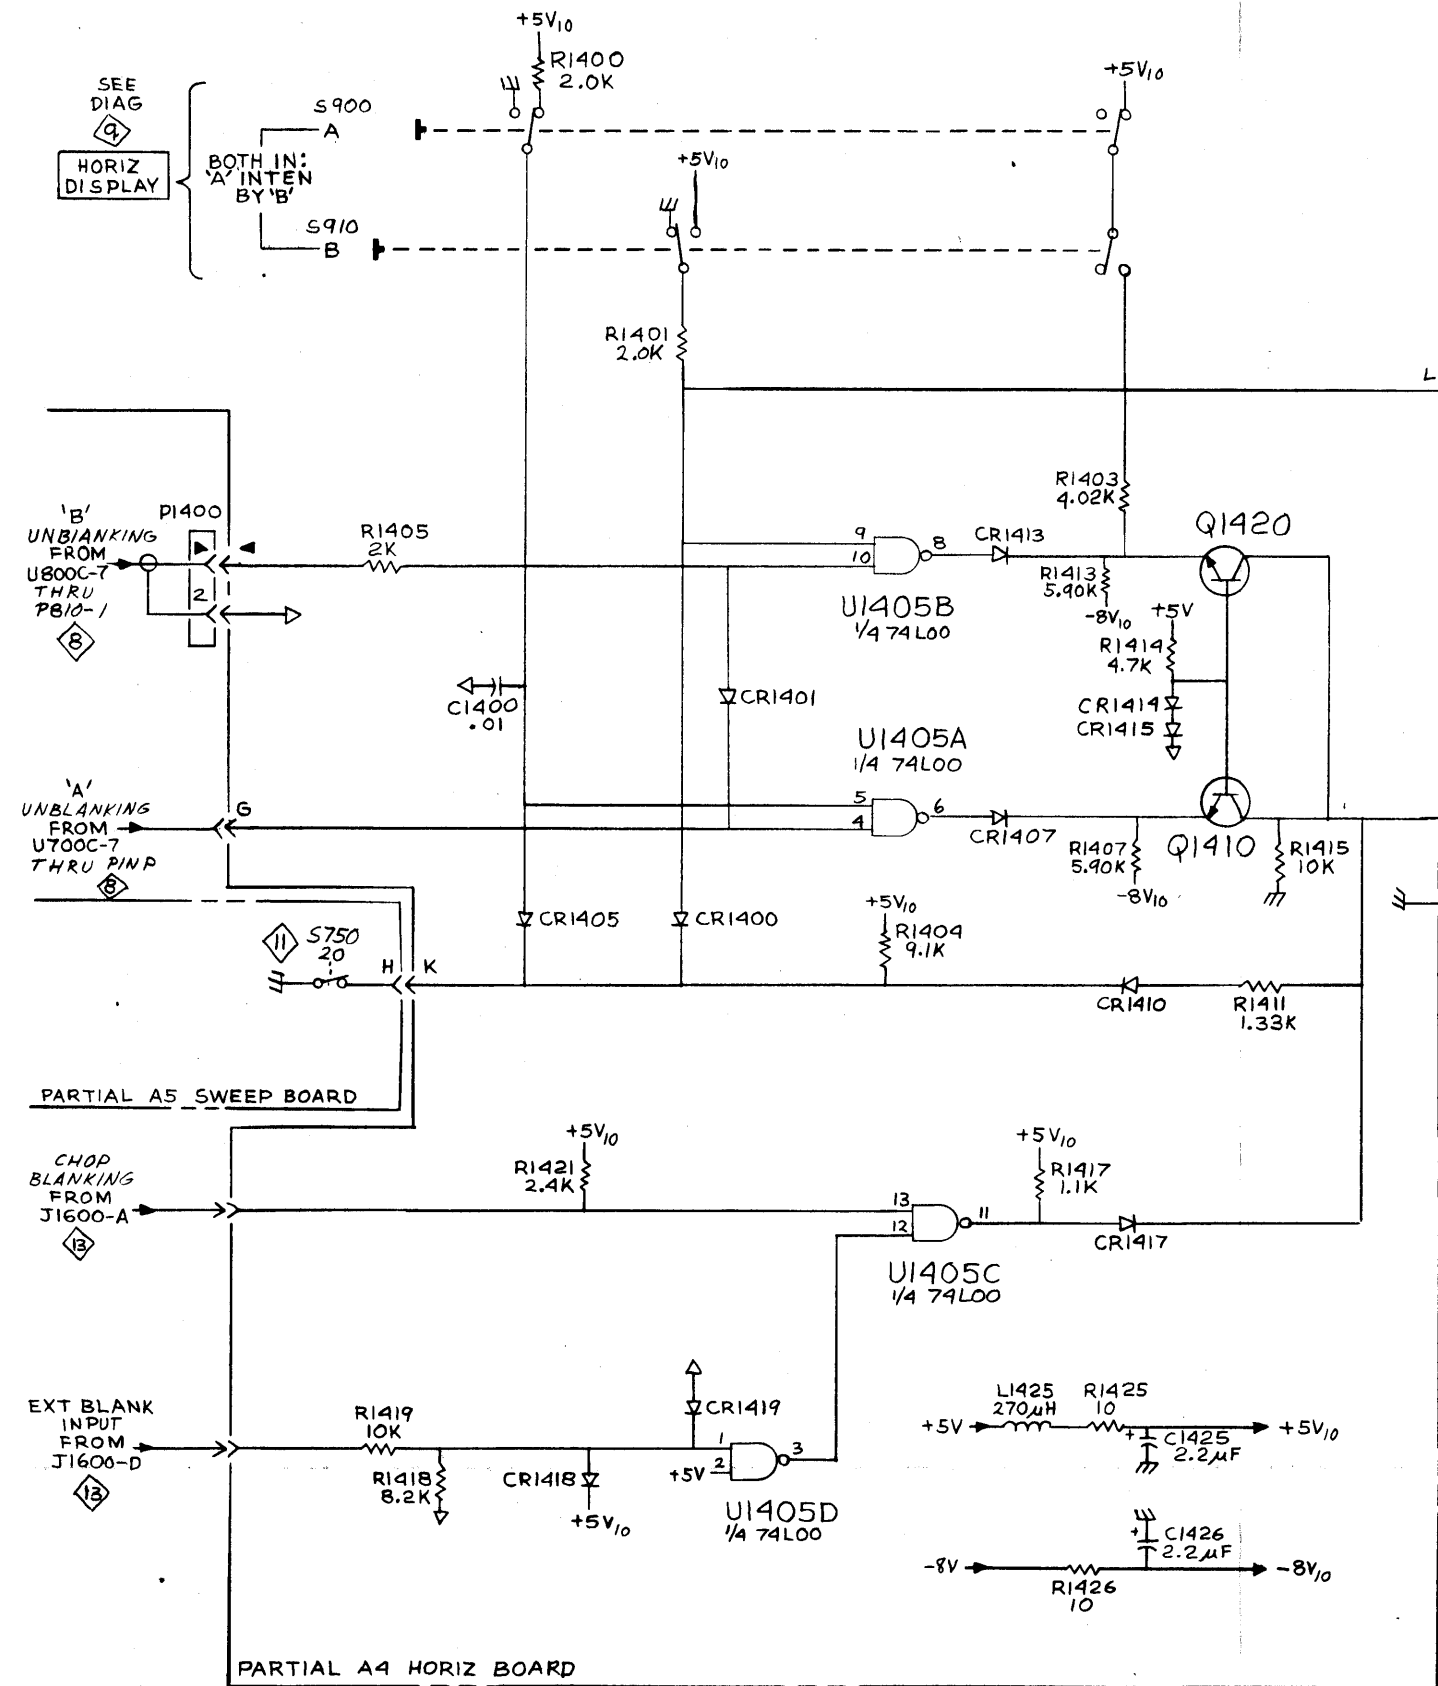 +5V10
R1400
2.0K
SEE
DIAG
9
HORIZ
DISPLAY
S900
A
BOTH IN:
'A' INTEN
BY 'B'
S910
B
+5V10
+5V10
R1401
2.0K
L
R1403
4.02K
'B'
UNBLANKING
FROM
U800C-7
THRU
P810-1
8
P1400
2
R1405
2K
9
10
8
U1405B
1/4 74L00
CR1413
Q1420
R1413
5.90K
-8V10
+5V
R1414
4.7K
CR1414
CR1415
C1400
.01
CR1401
U1405A
1/4 74L00
'A'
UNBLANKING
FROM
U700C-7
THRU PIN P
8
G
5
4
6
CR1407
R1407
5.90K
-8V10
Q1410
R1415
10K
CR1405
CR1400
+5V10
R1404
9.1K
11
S750
20
H
K
CR1410
R1411
1.33K
PARTIAL A5 SWEEP BOARD
CHOP
BLANKING
FROM
J1600-A
13
+5V10
R1421
2.4K
13
12
11
U1405C
1/4 74L00
+5V10
R1417
1.1K
CR1417
EXT BLANK
INPUT
FROM
J1600-D
13
R1419
10K
R1418
8.2K
CR1418
+5V10
CR1419
1
+5V 2
3
U1405D
1/4 74L00
L1425
270µH
R1425
10
+5V
+5V10
+
C1425
2.2µF
+
C1426
2.2µF
-8V
-8V10
R1426
10
PARTIAL A4 HORIZ BOARD